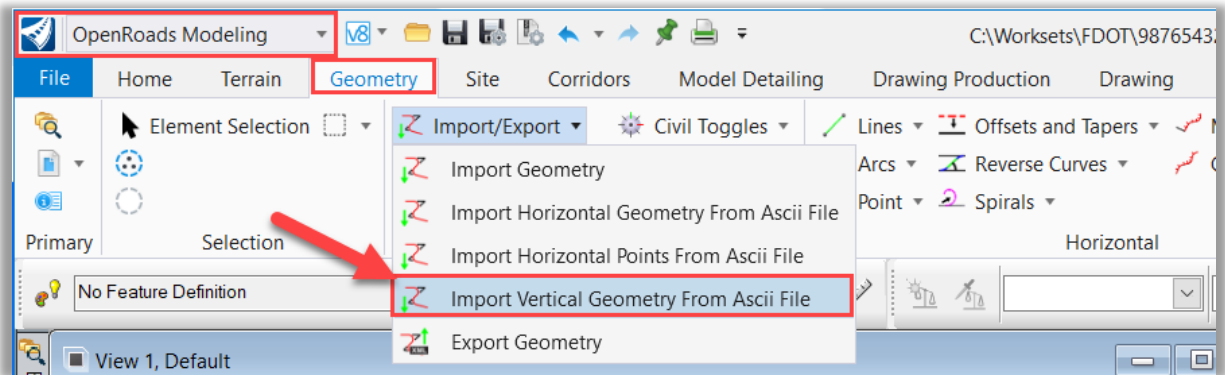 OpenRoads Modeling V8 C:\Worksets\FDOT\9876543
File Home Terrain Geometry Site Corridors Model Detailing Drawing Production Drawing
Element Selection Import/Export Civil Toggles Lines Offsets and Tapers
Import Geometry Arcs Reverse Curves
Import Horizontal Geometry From Ascii File Point Spirals
Primary Selection Import Horizontal Points From Ascii File Horizontal
No Feature Definition Import Vertical Geometry From Ascii File
Export Geometry
View 1, Default